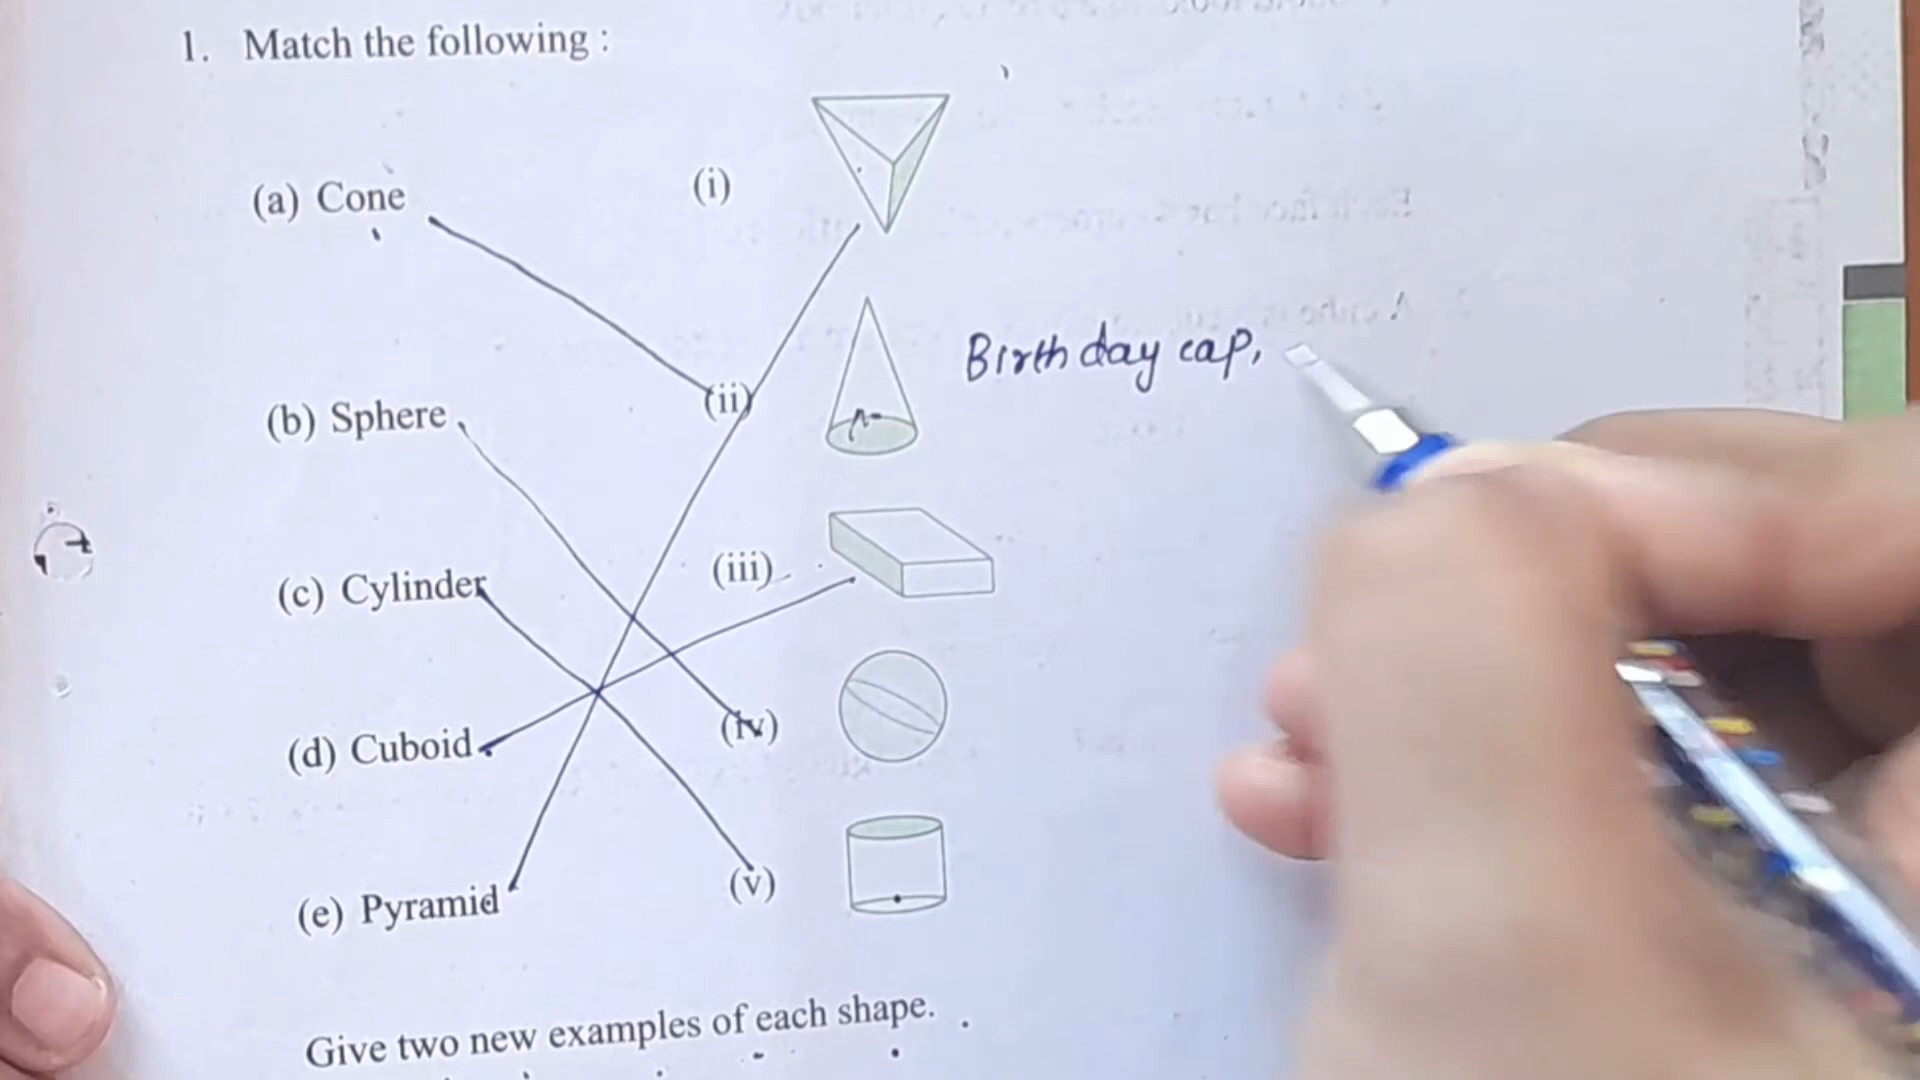 1. Match the following :
(a) Cone (i)
(ii) Birth day cap,
(b) Sphere
(iii)
(c) Cylinder
(iv)
(d) Cuboid
(v)
(e) Pyramid
Give two new examples of each shape.